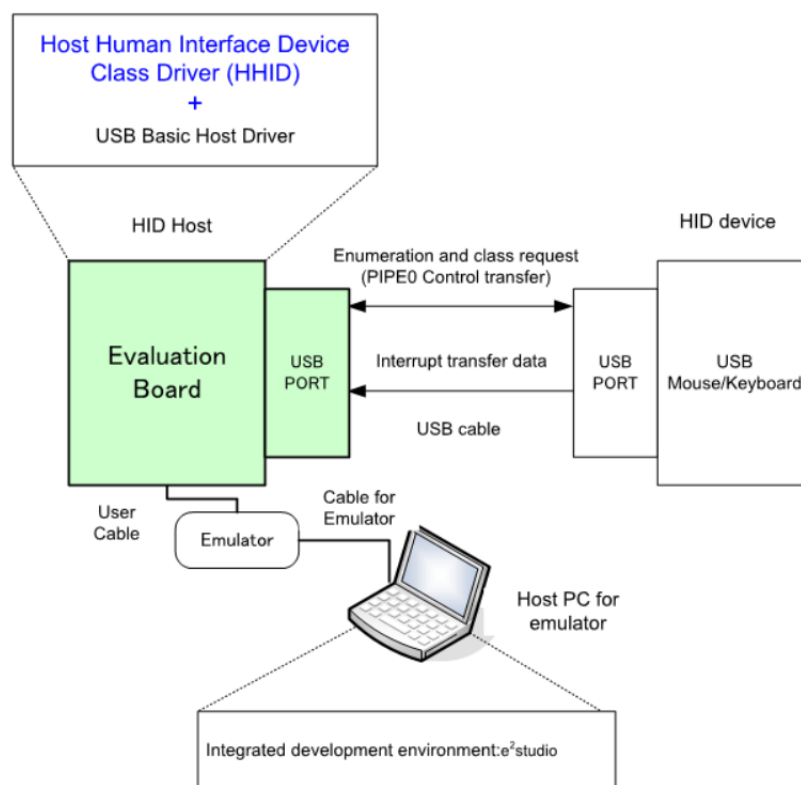 Host Human Interface Device
Class Driver (HHID)
+
USB Basic Host Driver
HID Host
HID device
Enumeration and class request
(PIPE0 Control transfer)
Evaluation
Board
USB
PORT
Interrupt transfer data
USB
PORT
USB
Mouse/Keyboard
USB cable
User
Cable
Cable for
Emulator
Emulator
Host PC for
emulator
Integrated development environment:e²studio